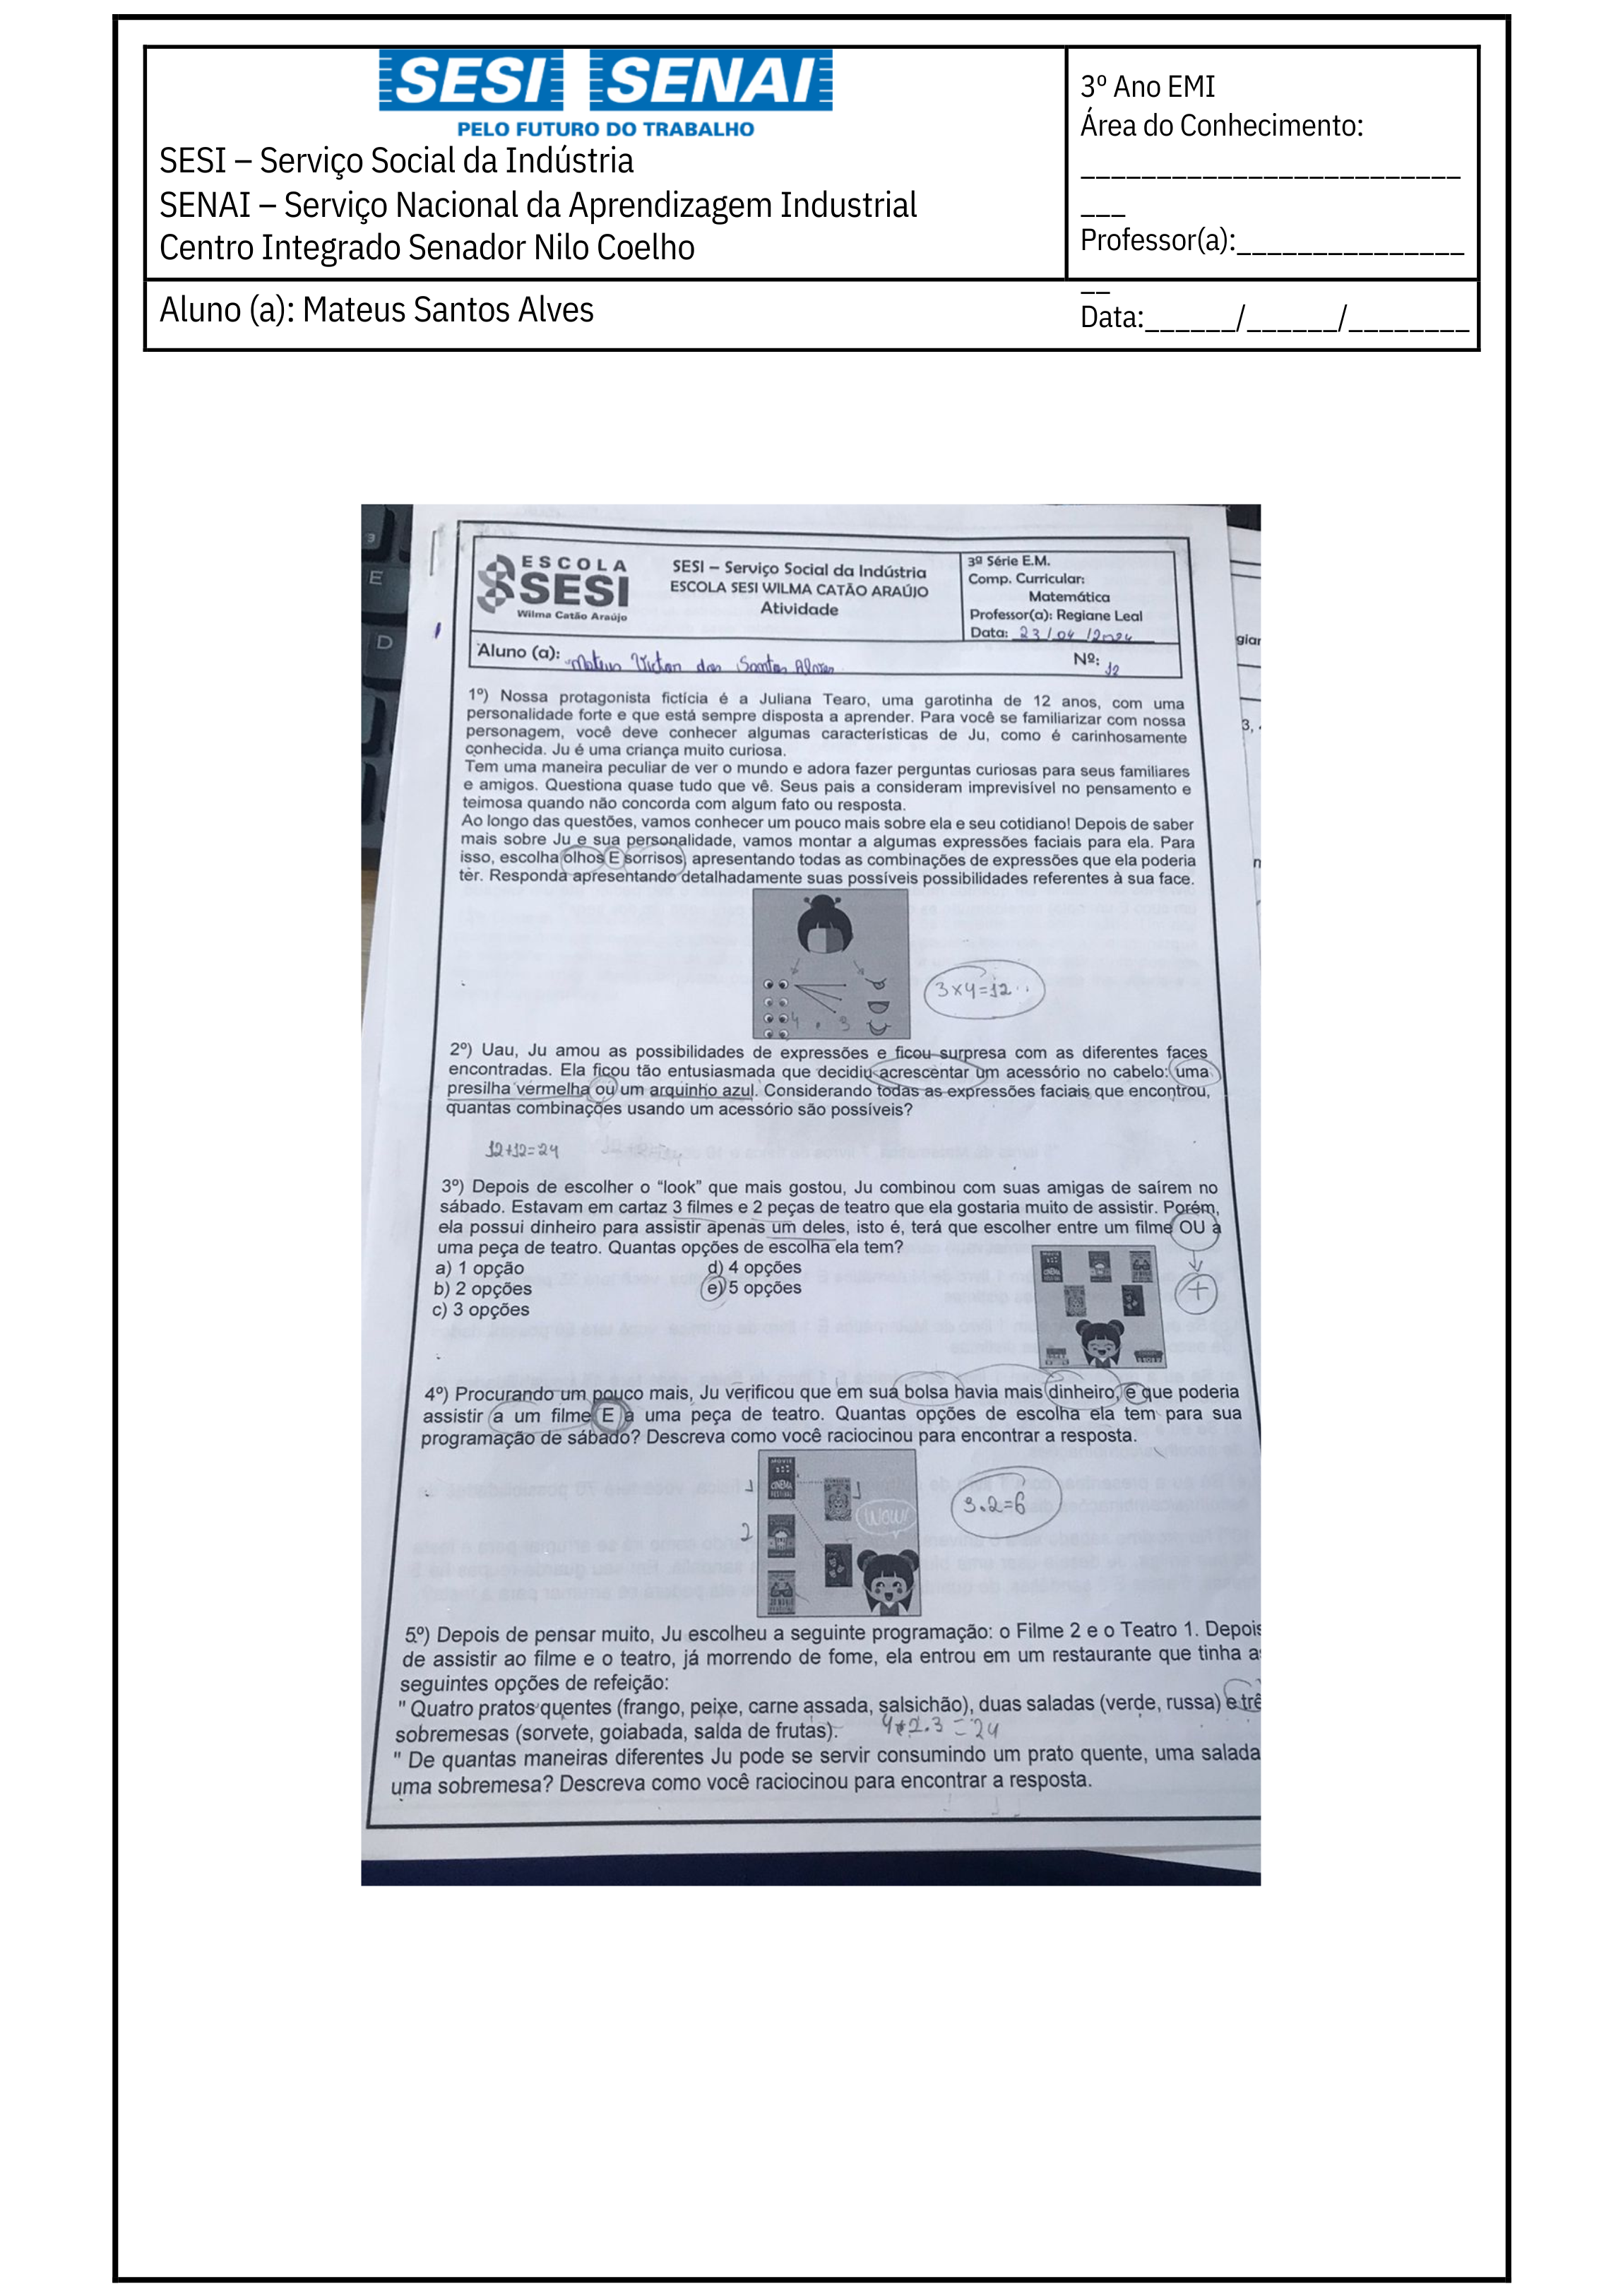 SESI SENAI
PELO FUTURO DO TRABALHO
SESI – Serviço Social da Indústria
SENAI – Serviço Nacional da Aprendizagem Industrial
Centro Integrado Senador Nilo Coelho
3º Ano EMI
Área do Conhecimento:
_________________________
___
Professor(a):_______________
__
Data:______/______/________
Aluno (a): Mateus Santos Alves
ESCOLA
SESI
Wilma Catão Araújo
SESI – Serviço Social da Indústria
ESCOLA SESI WILMA CATÃO ARAÚJO
Atividade
3ª Série E.M.
Comp. Curricular:
Matemática
Professor(a): Regiane Leal
Data: 23/04/2024
Aluno (a): Mateus Victor dos Santos Alves
Nº: 12
1º) Nossa protagonista fictícia é a Juliana Tearo, uma garotinha de 12 anos, com uma
personalidade forte e que está sempre disposta a aprender. Para você se familiarizar com nossa
personagem, você deve conhecer algumas características de Ju, como é carinhosamente
conhecida. Ju é uma criança muito curiosa.
Tem uma maneira peculiar de ver o mundo e adora fazer perguntas curiosas para seus familiares
e amigos. Questiona quase tudo que vê. Seus pais a consideram imprevisível no pensamento e
teimosa quando não concorda com algum fato ou resposta.
Ao longo das questões, vamos conhecer um pouco mais sobre ela e seu cotidiano! Depois de saber
mais sobre Ju e sua personalidade, vamos montar a algumas expressões faciais para ela. Para
isso, escolha olhos E sorrisos, apresentando todas as combinações de expressões que ela poderia
ter. Responda apresentando detalhadamente suas possíveis possibilidades referentes à sua face.
3x4=12
4 . 3
2º) Uau, Ju amou as possibilidades de expressões e ficou surpresa com as diferentes faces
encontradas. Ela ficou tão entusiasmada que decidiu acrescentar um acessório no cabelo: uma
presilha vermelha ou um arquinho azul. Considerando todas as expressões faciais que encontrou,
quantas combinações usando um acessório são possíveis?
12+12=24
3º) Depois de escolher o “look” que mais gostou, Ju combinou com suas amigas de saírem no
sábado. Estavam em cartaz 3 filmes e 2 peças de teatro que ela gostaria muito de assistir. Porém,
ela possui dinheiro para assistir apenas um deles, isto é, terá que escolher entre um filme OU a
uma peça de teatro. Quantas opções de escolha ela tem?
a) 1 opção
b) 2 opções
c) 3 opções
d) 4 opções
e) 5 opções
+
4º) Procurando um pouco mais, Ju verificou que em sua bolsa havia mais dinheiro, e que poderia
assistir a um filme E a uma peça de teatro. Quantas opções de escolha ela tem para sua
programação de sábado? Descreva como você raciocinou para encontrar a resposta.
MOVIE
CINEMA
FESTIVAL
1
1
2
WOW!
3.2=6
5º) Depois de pensar muito, Ju escolheu a seguinte programação: o Filme 2 e o Teatro 1. Depois
de assistir ao filme e o teatro, já morrendo de fome, ela entrou em um restaurante que tinha a
seguintes opções de refeição:
" Quatro pratos quentes (frango, peixe, carne assada, salsichão), duas saladas (verde, russa) e trê
sobremesas (sorvete, goiabada, salda de frutas).
4.2.3=24
" De quantas maneiras diferentes Ju pode se servir consumindo um prato quente, uma salada
uma sobremesa? Descreva como você raciocinou para encontrar a resposta.